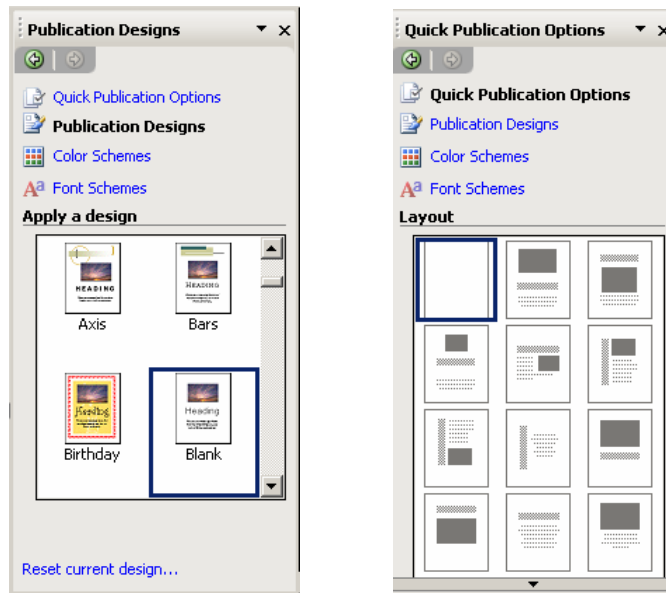 Publication Designs
Quick Publication Options
Publication Designs
Color Schemes
Font Schemes
Apply a design
HEADING
Axis
HEADING
Bars
Heading
Birthday
Heading
Blank
Reset current design...
Quick Publication Options
Quick Publication Options
Publication Designs
Color Schemes
Font Schemes
Layout